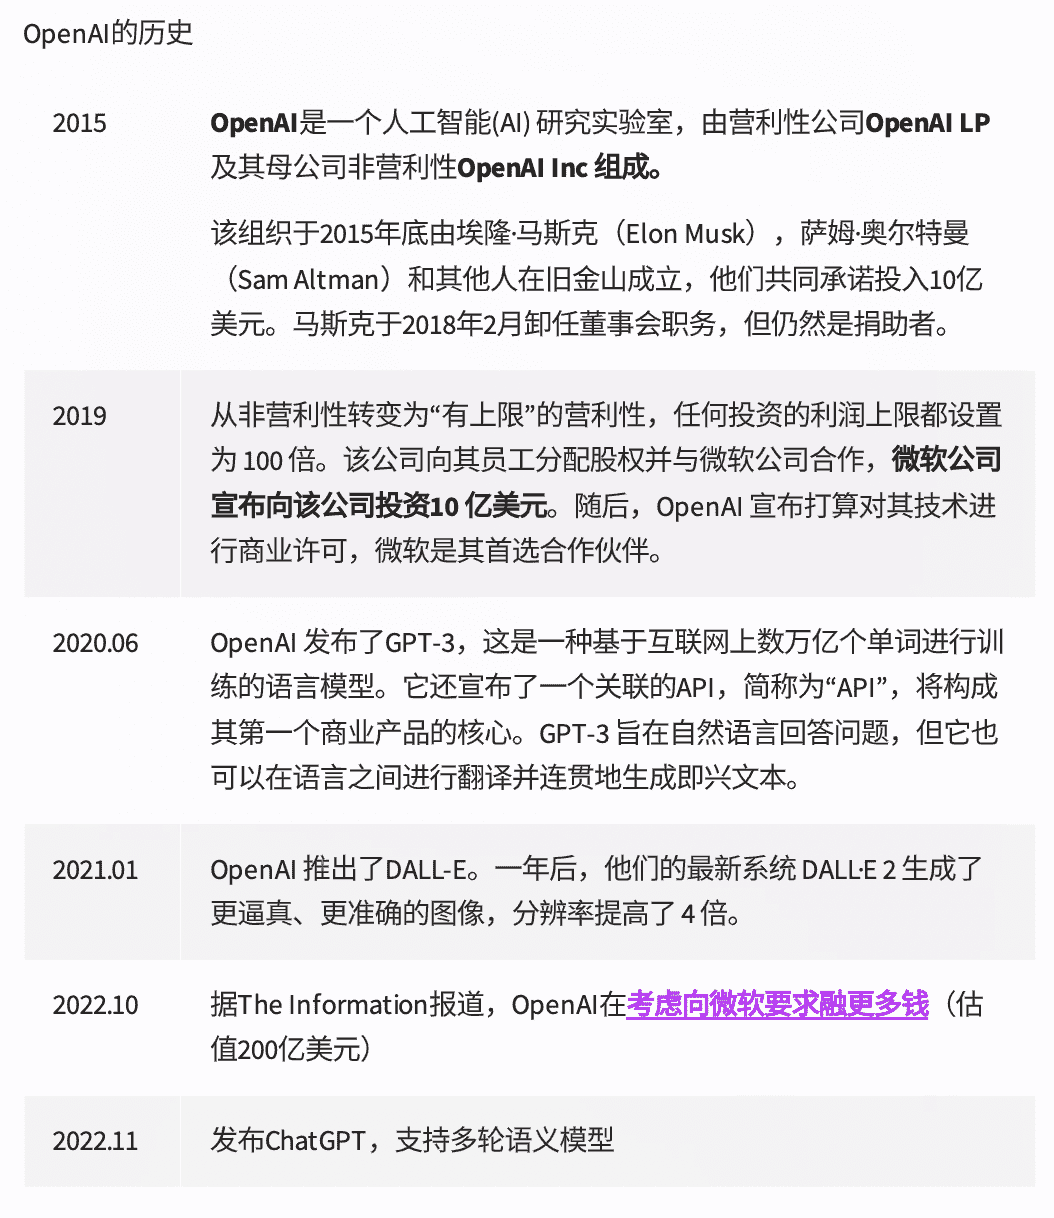 OpenAI的历史
2015
OpenAI是一个人工智能(AI) 研究实验室，由营利性公司OpenAI LP
及其母公司非营利性OpenAI Inc 组成。
该组织于2015年底由埃隆·马斯克（Elon Musk），萨姆·奥尔特曼
（Sam Altman）和其他人在旧金山成立，他们共同承诺投入10亿
美元。马斯克于2018年2月卸任董事会职务，但仍然是捐助者。
2019
从非营利性转变为“有上限”的营利性，任何投资的利润上限都设置
为 100 倍。该公司向其员工分配股权并与微软公司合作，微软公司
宣布向该公司投资10 亿美元。随后，OpenAI 宣布打算对其技术进
行商业许可，微软是其首选合作伙伴。
2020.06
OpenAI 发布了GPT-3，这是一种基于互联网上数万亿个单词进行训
练的语言模型。它还宣布了一个关联的API，简称为“API”，将构成
其第一个商业产品的核心。GPT-3 旨在自然语言回答问题，但它也
可以在语言之间进行翻译并连贯地生成即兴文本。
2021.01
OpenAI 推出了DALL-E。一年后，他们的最新系统 DALL·E 2 生成了
更逼真、更准确的图像，分辨率提高了 4 倍。
2022.10
据The Information报道，OpenAI在考虑向微软要求融更多钱（估
值200亿美元）
2022.11
发布ChatGPT，支持多轮语义模型